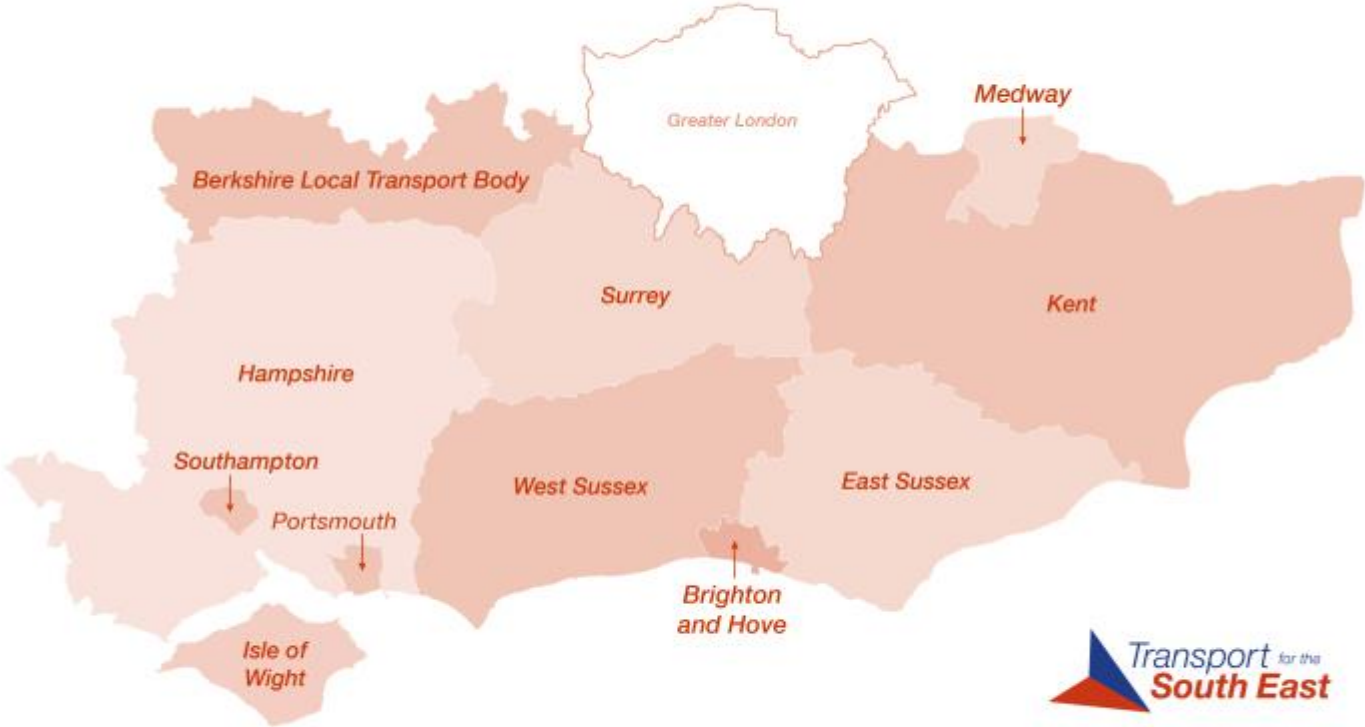 Greater London
Medway
Berkshire Local Transport Body
Surrey
Kent
Hampshire
Southampton
West Sussex
East Sussex
Portsmouth
Brighton
and Hove
Isle of
Wight
Transport for the
South East